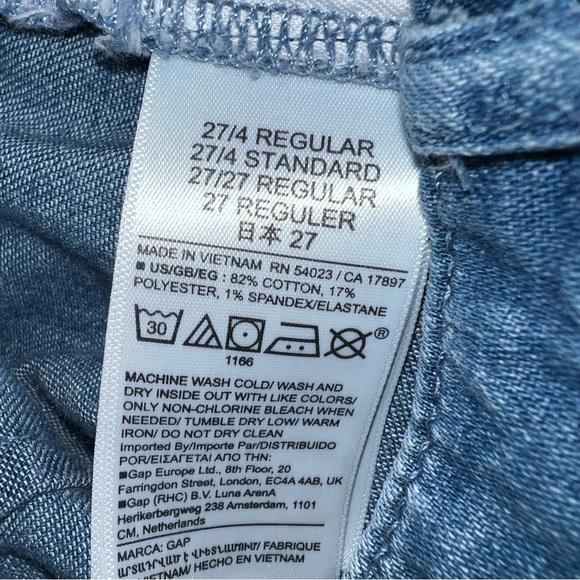 27/4 REGULAR
27/4 STANDARD
27/27 REGULAR
27 REGULER
日本 27
MADE IN VIETNAM RN 54023 / CA 17897
■US/GB/EG : 82% COTTON, 17%
POLYESTER, 1% SPANDEX/ELASTANE
30
®
1166
MACHINE WASH COLD/ WASH AND
DRY INSIDE OUT WITH LIKE COLORS/
ONLY NON-CHLORINE BLEACH WHEN
NEEDED/ TUMBLE DRY LOW/ WARM
IRON/ DO NOT DRY CLEAN
Imported By/Importe Par/DISTRIBUIDO
POR/ΕΙΣΑΓΕΤΑΙ ΑΠΟ ΤΗΝ:
■Gap Europe Ltd., 8th Floor, 20
Farringdon Street, London, EC4A 4AB, UK
■Gap (RHC) B.V. Luna ArenA
Herikerbergweg 238 Amsterdam, 1101
CM, Netherlands
MARCA: GAP
FABRIQUE
VIETNAM/ HECHO EN VIETNAM